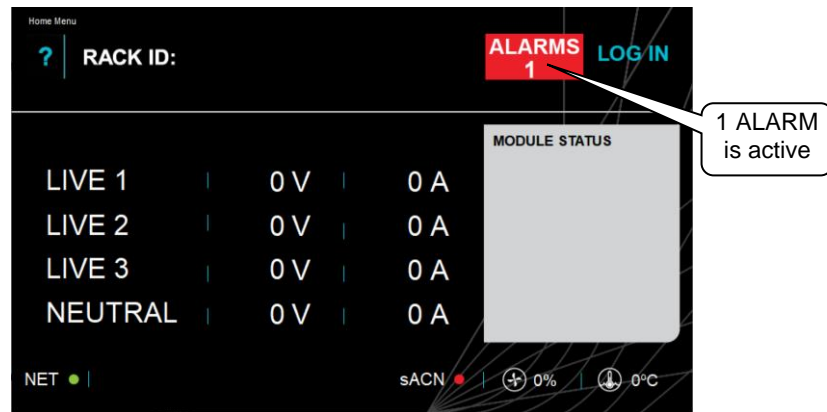 Home Menu
? RACK ID:
ALARMS
1
LOG IN
1 ALARM
is active
MODULE STATUS
LIVE 1 0 V 0 A
LIVE 2 0 V 0 A
LIVE 3 0 V 0 A
NEUTRAL 0 V 0 A
NET sACN 0% 0°C